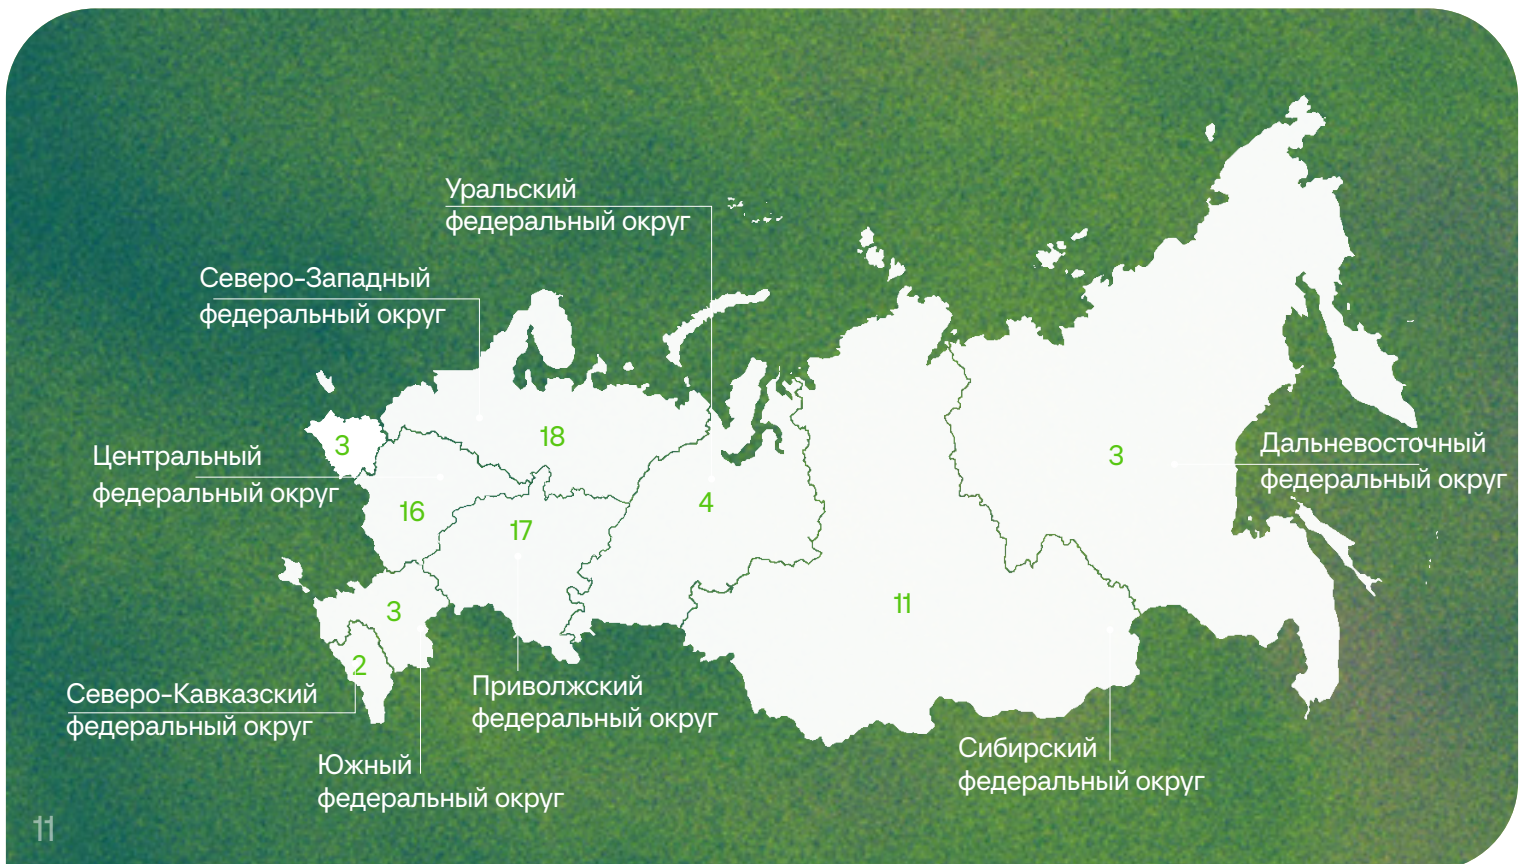 Уральский
федеральный округ
Северо-Западный
федеральный округ
18
3
Центральный
федеральный округ
3
Дальневосточный
федеральный округ
4
16
17
11
3
2
Северо-Кавказский
федеральный округ
Приволжский
федеральный округ
Южный
федеральный округ
Сибирский
федеральный округ
11